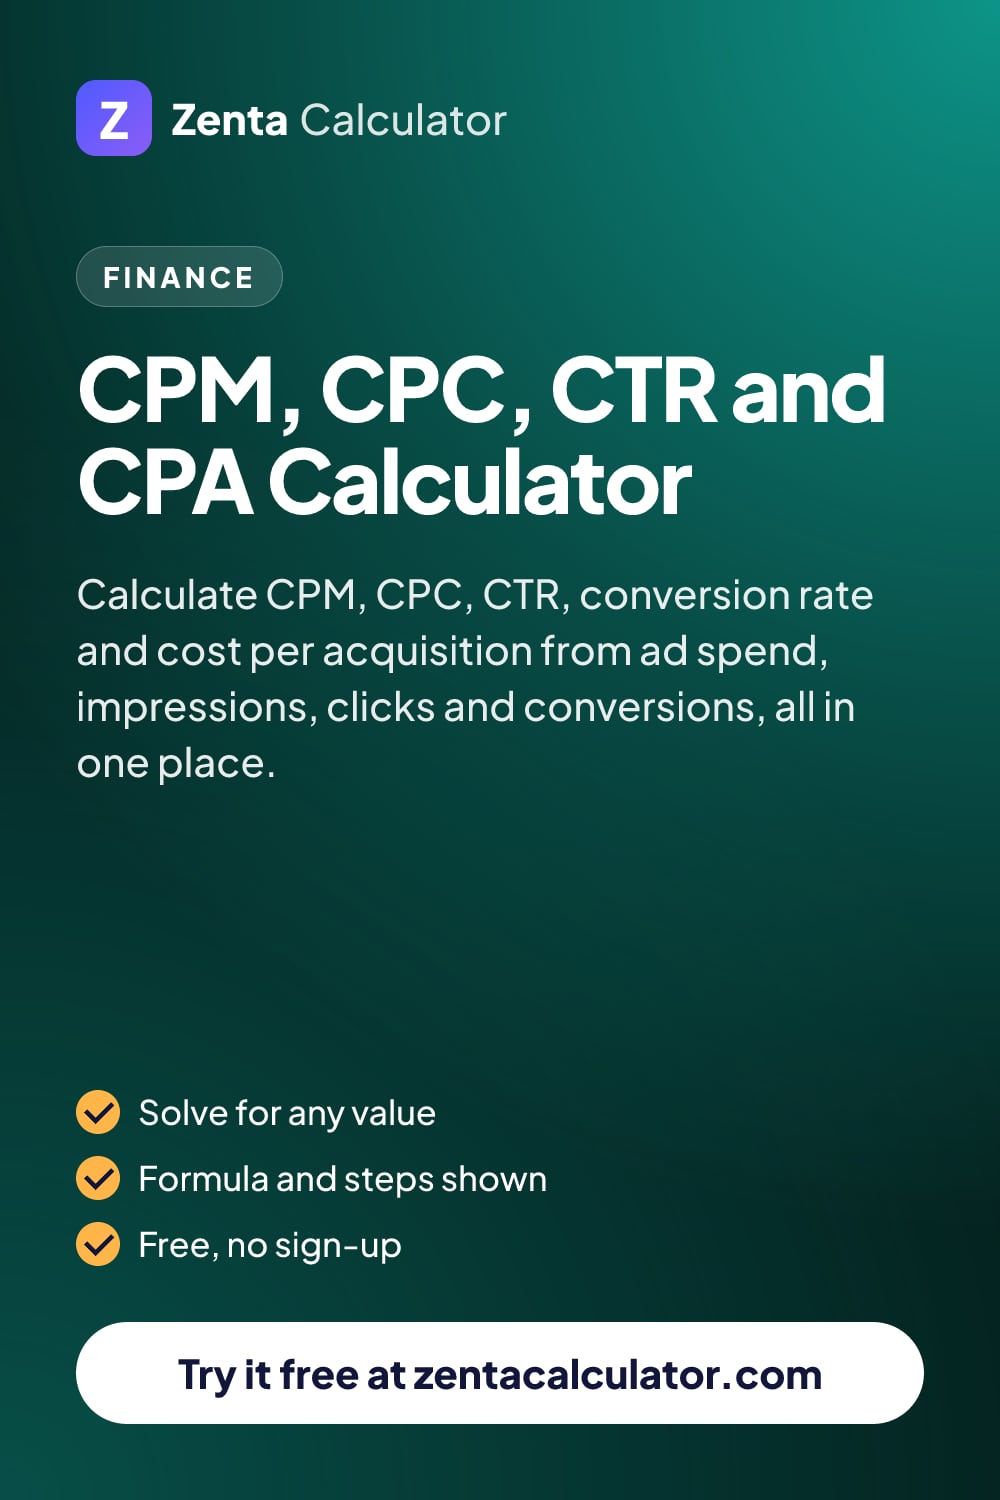 Z
Zenta Calculator
FINANCE
CPM, CPC, CTR and
CPA Calculator
Calculate CPM, CPC, CTR, conversion rate
and cost per acquisition from ad spend,
impressions, clicks and conversions, all in
one place.
Solve for any value
Formula and steps shown
Free, no sign-up
Try it free at zentacalculator.com